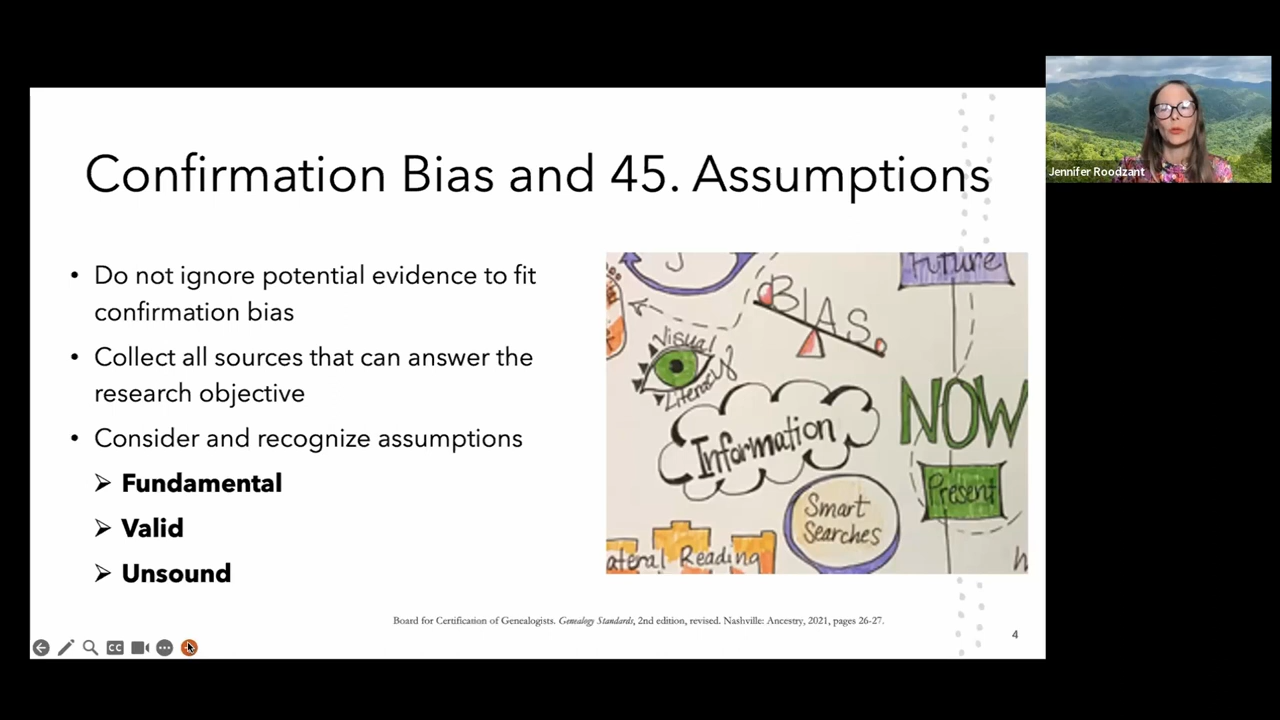 Confirmation Bias and 45. Assumptions
• Do not ignore potential evidence to fit
confirmation bias
• Collect all sources that can answer the
research objective
• Consider and recognize assumptions
➢ Fundamental
➢ Valid
➢ Unsound
Future
BIAS
Visual
Literacy
NOW
Information
Present
Smart
Searches
Reading
Board for Certification of Genealogists. Genealogy Standards, 2nd edition, revised. Nashville: Ancestry, 2021, pages 26-27.
4
CC
Jennifer Roodzant